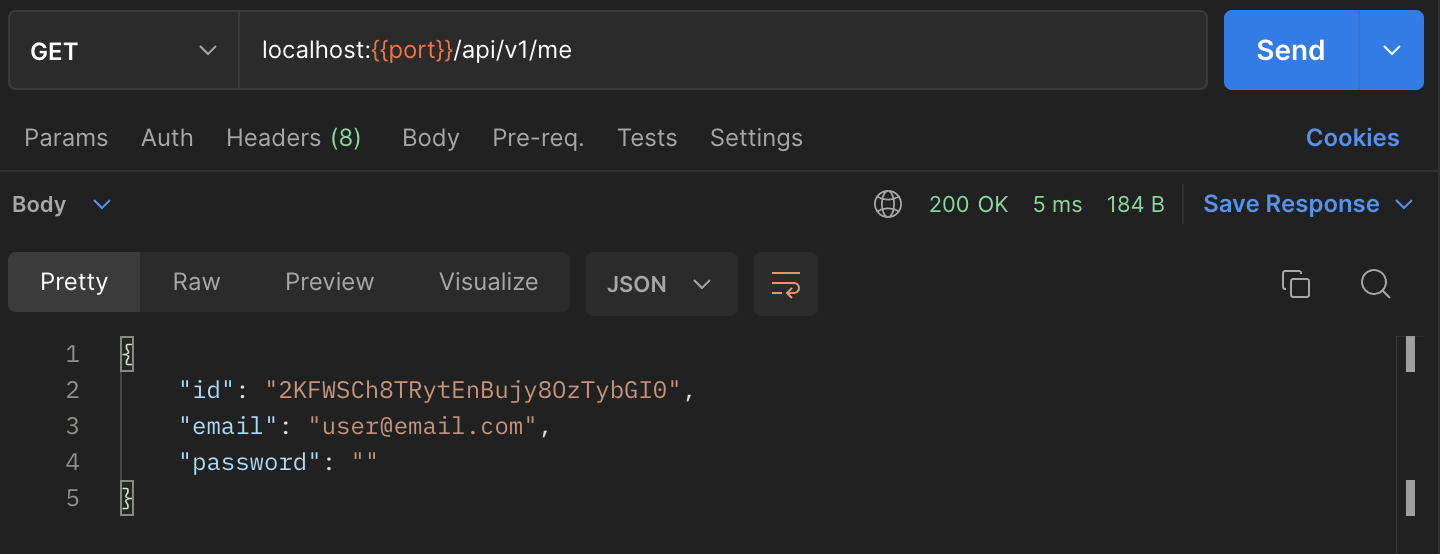 GET localhost:{{port}}/api/v1/me Send
Params Auth Headers (8) Body Pre-req. Tests Settings Cookies
Body 200 OK 5 ms 184 B Save Response
Pretty Raw Preview Visualize JSON
1 {
2 "id": "2KFWSCh8TRytEnBujy8OzTybGI0",
3 "email": "user@email.com",
4 "password": ""
5 }